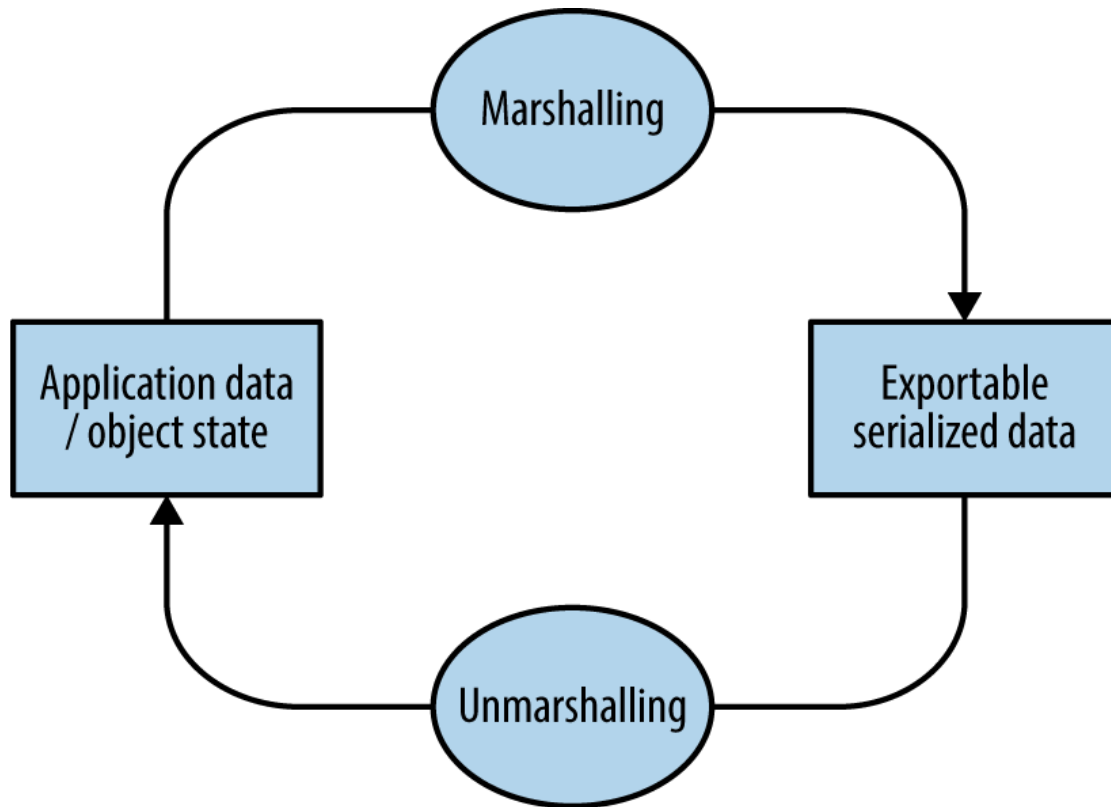 Marshalling
Application data
/ object state
Exportable
serialized data
Unmarshalling